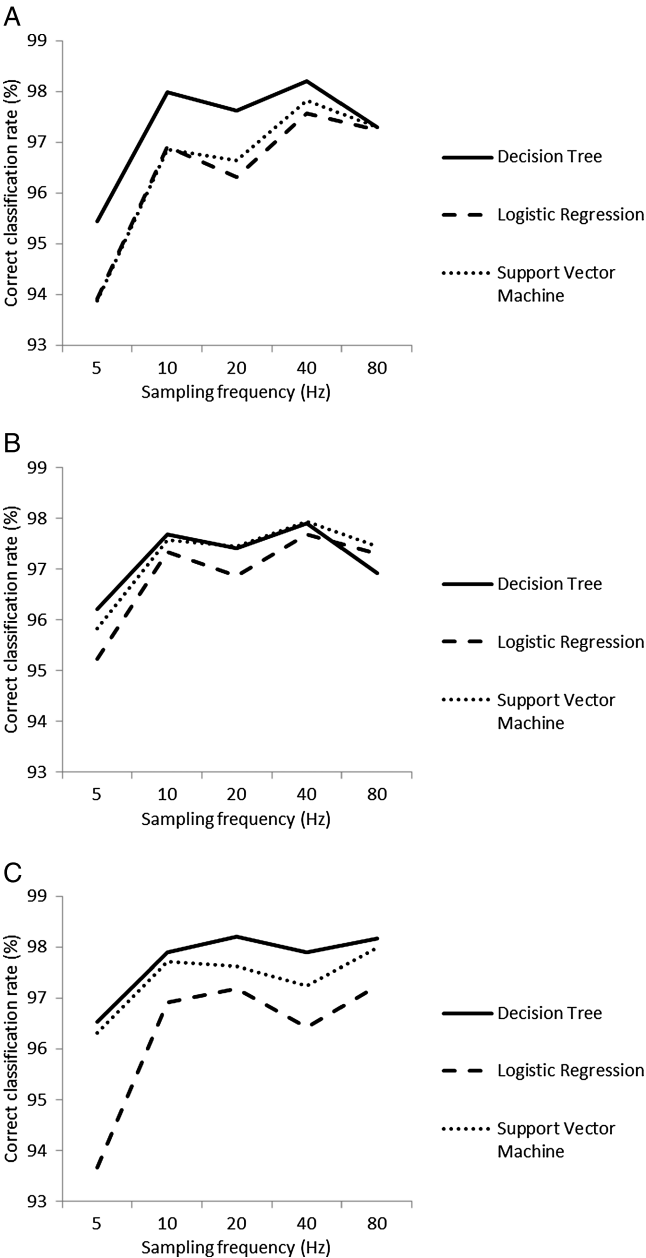 A
99
98
97
96
95
94
93
Correct classification rate (%)
5 10 20 40 80
Sampling frequency (Hz)
Decision Tree
Logistic Regression
Support Vector
Machine
B
99
98
97
96
95
94
93
Correct classification rate (%)
5 10 20 40 80
Sampling frequency (Hz)
Decision Tree
Logistic Regression
Support Vector
Machine
C
99
98
97
96
95
94
93
Correct classification rate (%)
5 10 20 40 80
Sampling frequency (Hz)
Decision Tree
Logistic Regression
Support Vector
Machine